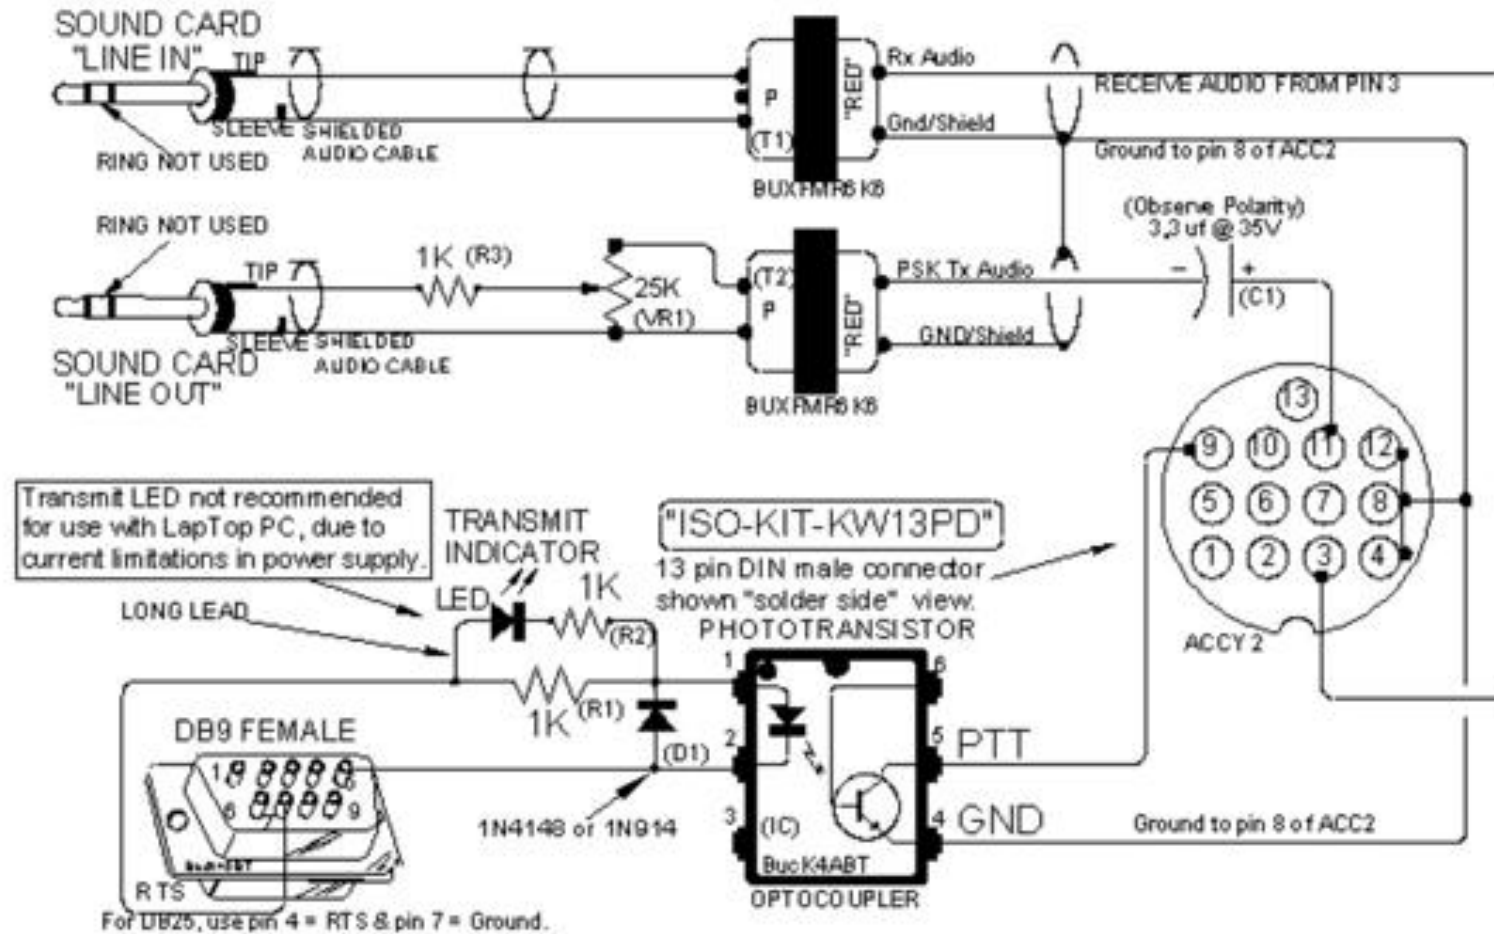 SOUND CARD
"LINE IN"
TIP
SLEEVE
SHIELDED
AUDIO CABLE
RING NOT USED
P
(T1)
"RED"
BUXFMR6 K6
Rx Audio
Gnd/Shield
RECEIVE AUDIO FROM PIN 3
Ground to pin 8 of ACC2
(Observe Polarity)
3.3 uf @ 35V
RING NOT USED
TIP
1K (R3)
25K
(VR1)
(T2)
P
"RED"
BUXFMR6 K6
PSK Tx Audio
GND/Shield
- +
(C1)
SLEEVE
SHIELDED
AUDIO CABLE
SOUND CARD
"LINE OUT"
13
9 10 11 12
5 6 7 8
1 2 3 4
ACCY 2
Transmit LED not recommended
for use with LapTop PC, due to
current limitations in power supply.
TRANSMIT
INDICATOR
LED
1K
(R2)
LONG LEAD
"ISO-KIT-KW13PD"
13 pin DIN male connector
shown "solder side" view.
PHOTOTRANSISTOR
1K
(R1)
(D1)
1N4148 or 1N914
DB9 FEMALE
1
6 9
RTS
For DB25, use pin 4 = RTS & pin 7 = Ground.
1 6
2 5
3 4
(IC)
BucK4ABT
OPTOCOUPLER
PTT
GND
Ground to pin 8 of ACC2